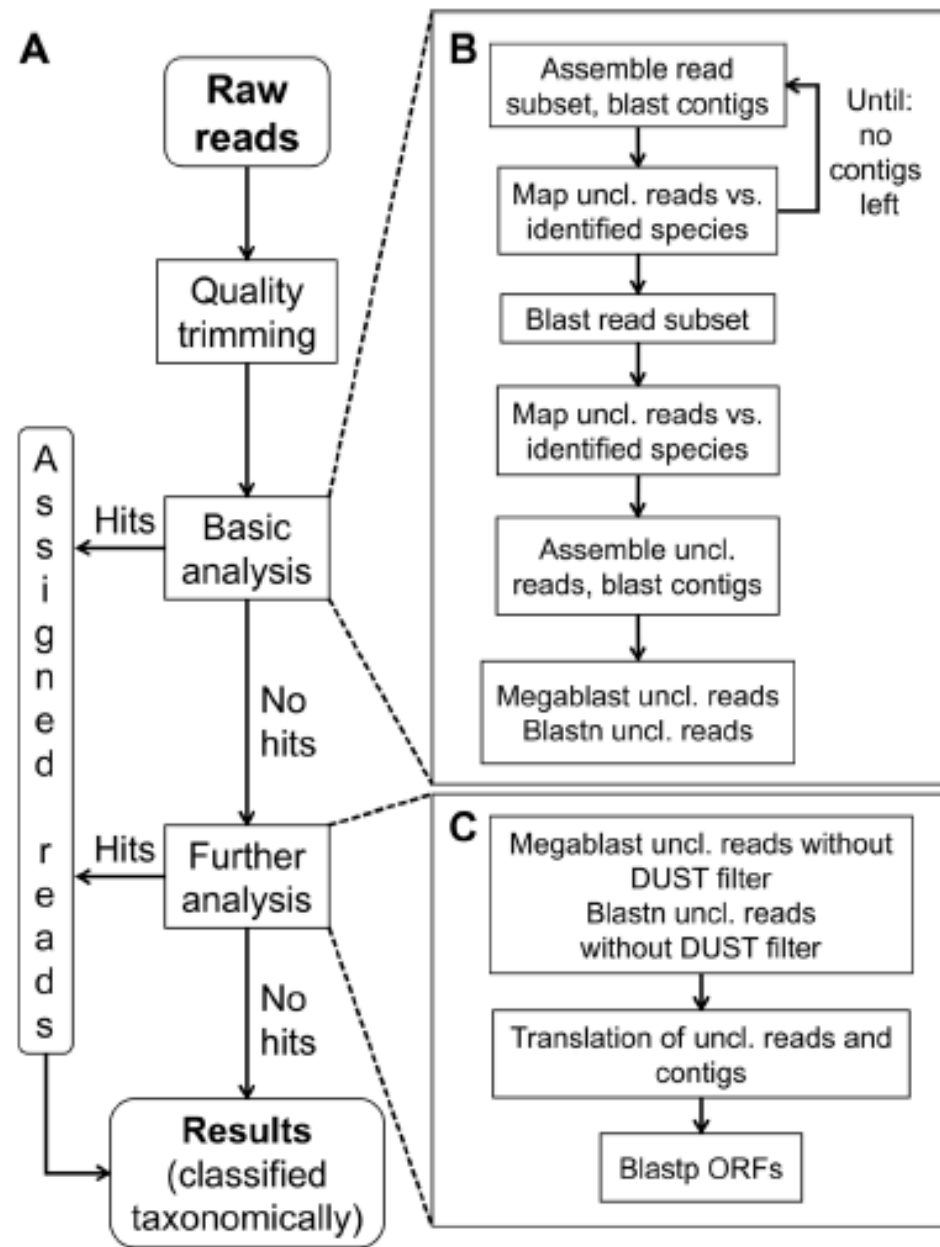 A
Raw
reads
Quality
trimming
Basic
analysis
Hits
No
hits
Further
analysis
Hits
No
hits
Assigned reads
Results
(classified
taxonomically)
B
Assemble read
subset, blast contigs
Until:
no
contigs
left
Map uncl. reads vs.
identified species
Blast read subset
Map uncl. reads vs.
identified species
Assemble uncl.
reads, blast contigs
Megablast uncl. reads
Blastn uncl. reads
C
Megablast uncl. reads without
DUST filter
Blastn uncl. reads
without DUST filter
Translation of uncl. reads and
contigs
Blastp ORFs